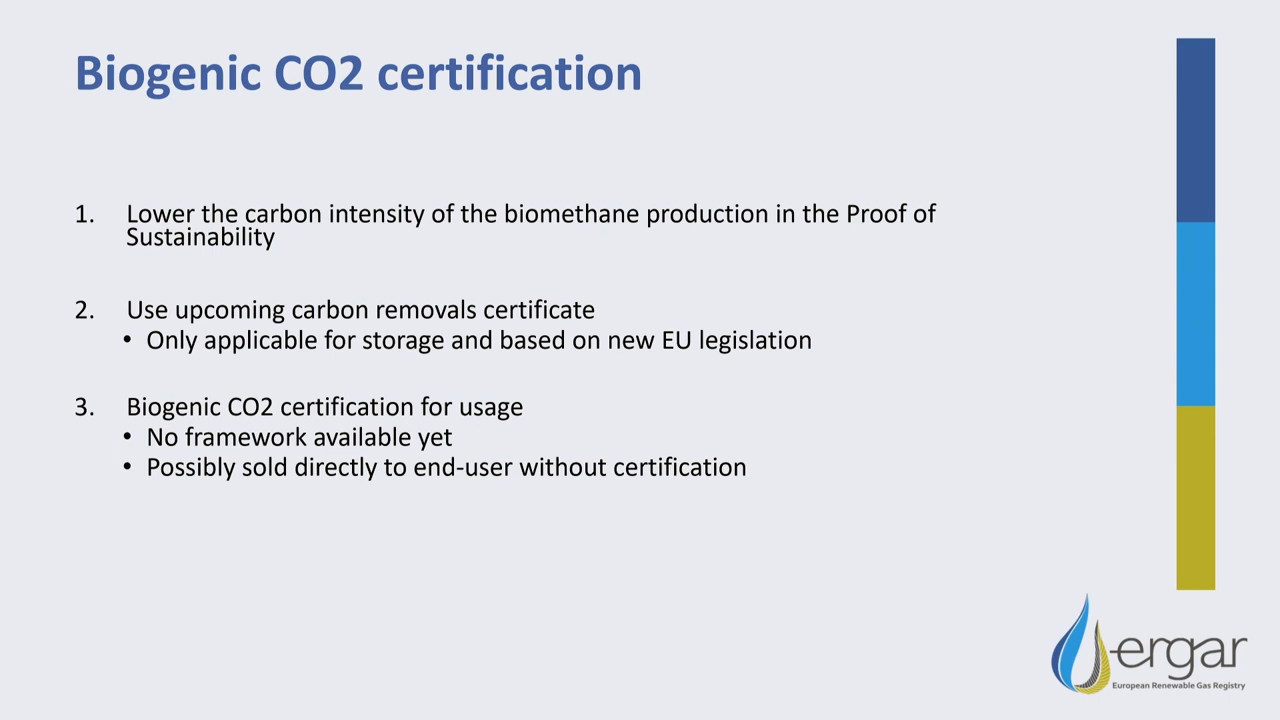 Biogenic CO2 certification
1. Lower the carbon intensity of the biomethane production in the Proof of
Sustainability
2. Use upcoming carbon removals certificate
• Only applicable for storage and based on new EU legislation
3. Biogenic CO2 certification for usage
• No framework available yet
• Possibly sold directly to end-user without certification
ergar
European Renewable Gas Registry